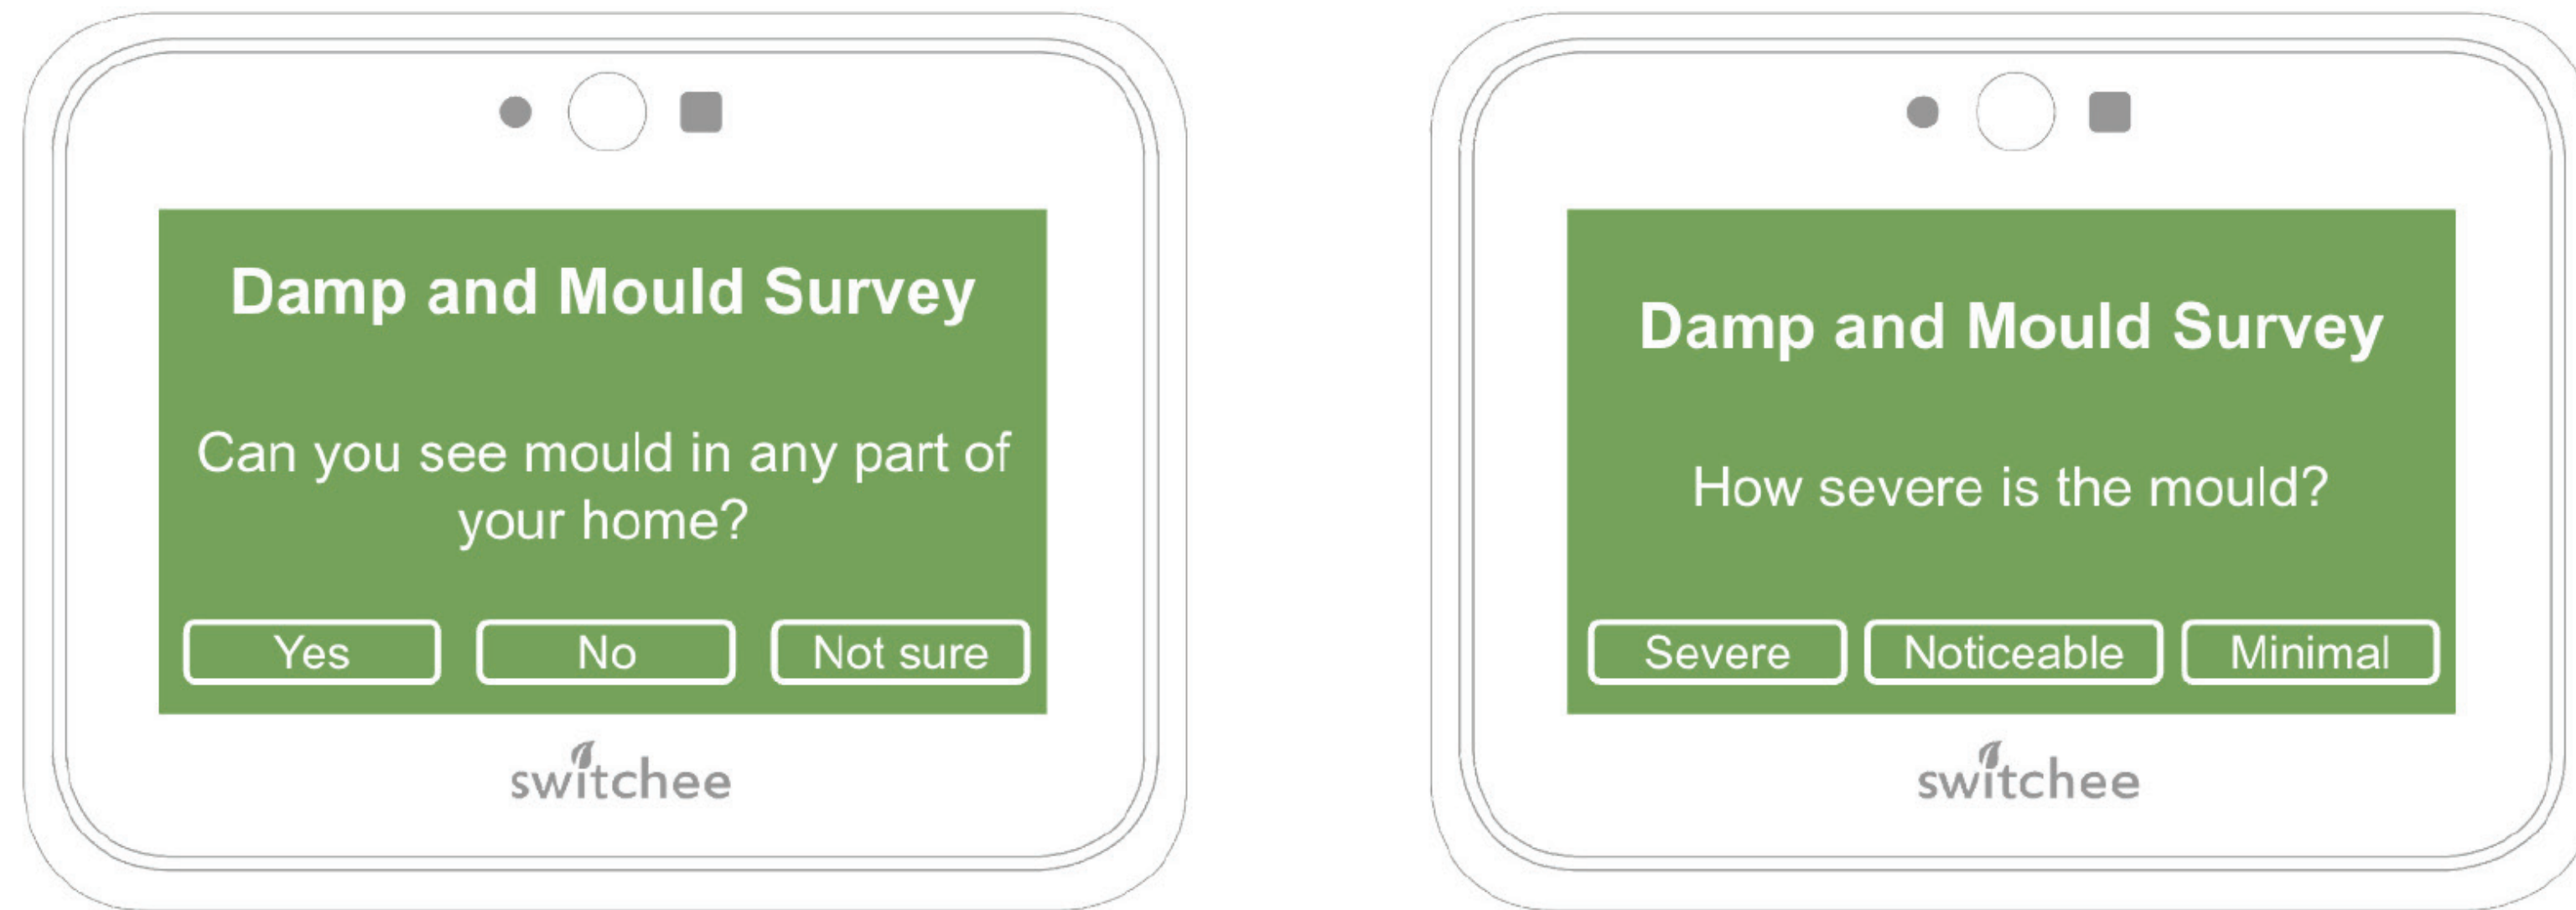 Damp and Mould Survey
Can you see mould in any part of
your home?
Yes
No
Not sure
switchee
Damp and Mould Survey
How severe is the mould?
Severe
Noticeable
Minimal
switchee